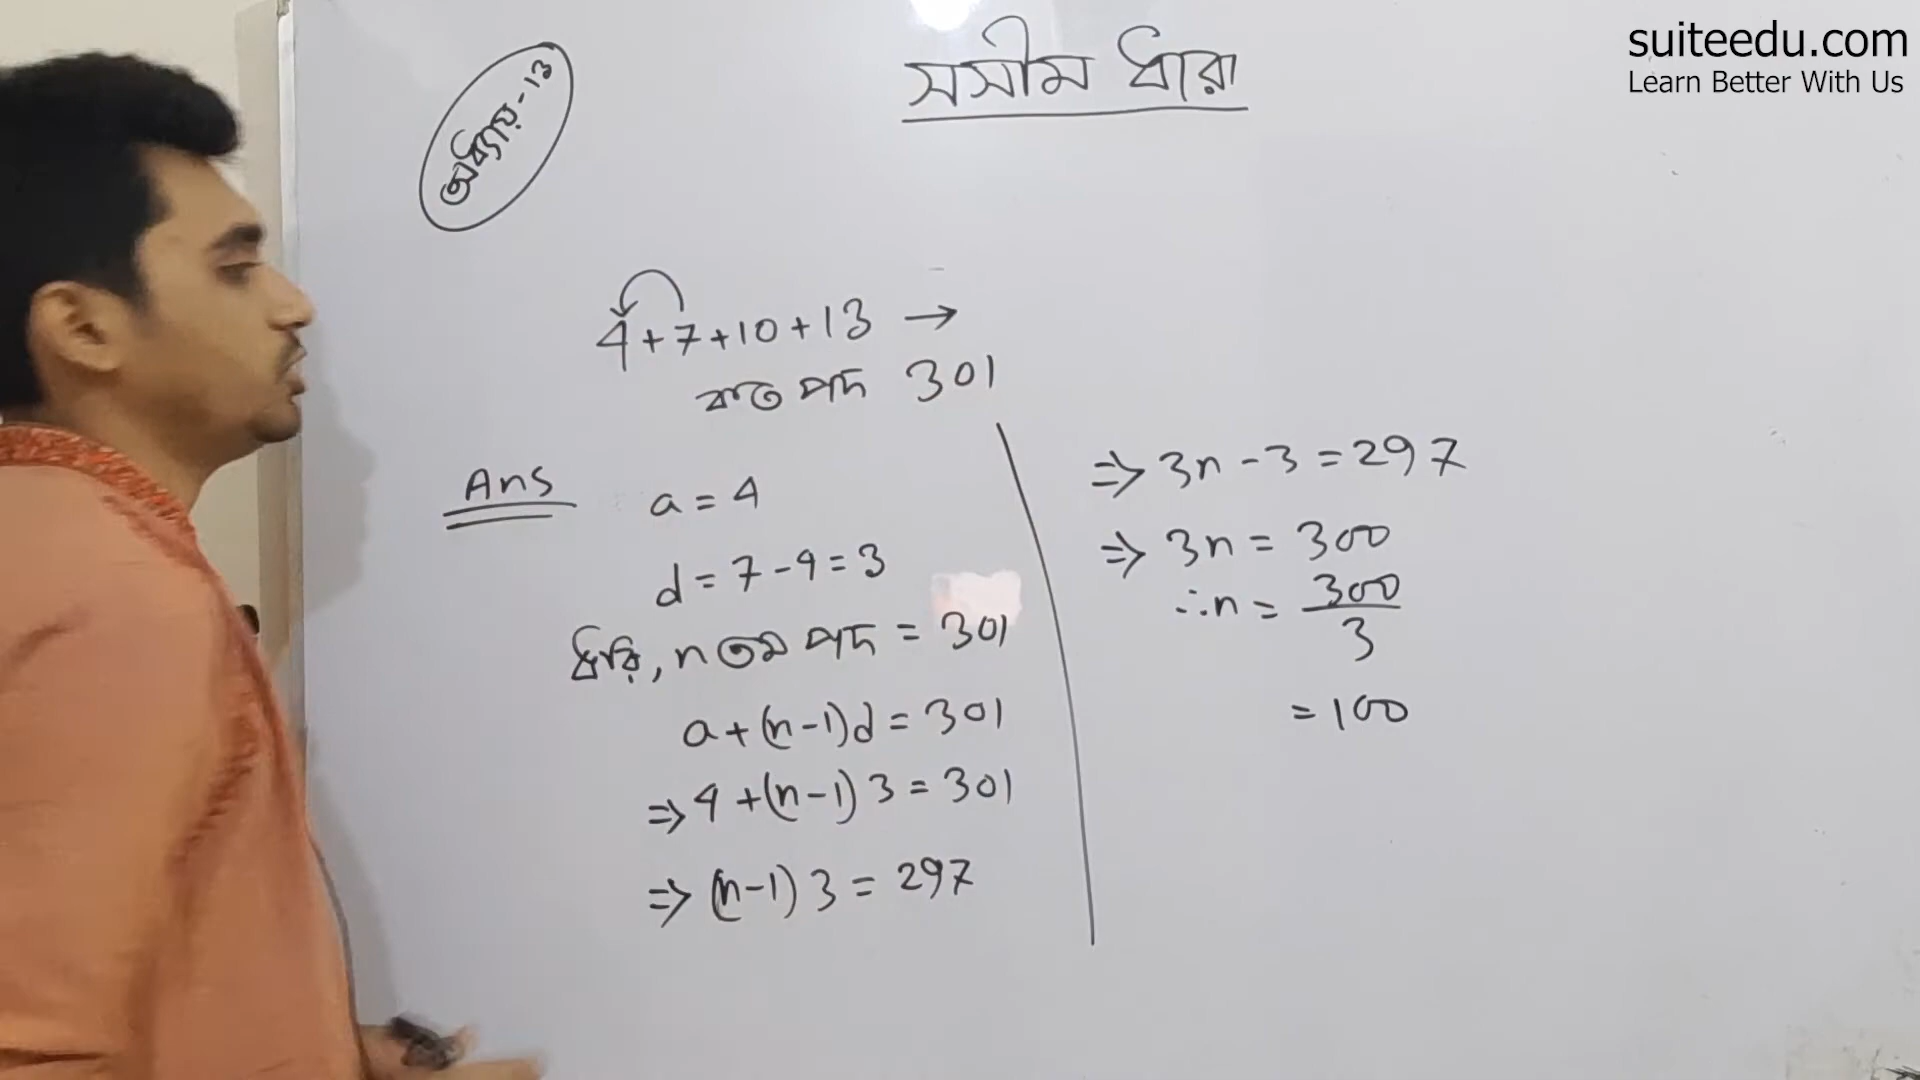 suiteedu.com
Learn Better With Us
সসীম ধারা
অধ্যায়-13
4+7+10+13 →
কত পদ 301
Ans
a = 4
d = 7-4=3
ধরি, n তম পদ = 301
a+(n-1)d = 301
⇒ 4 +(n-1) 3 = 301
⇒ (n-1) 3 = 297
⇒ 3n - 3 = 297
⇒ 3n = 300
∴ n = 300
3
= 100